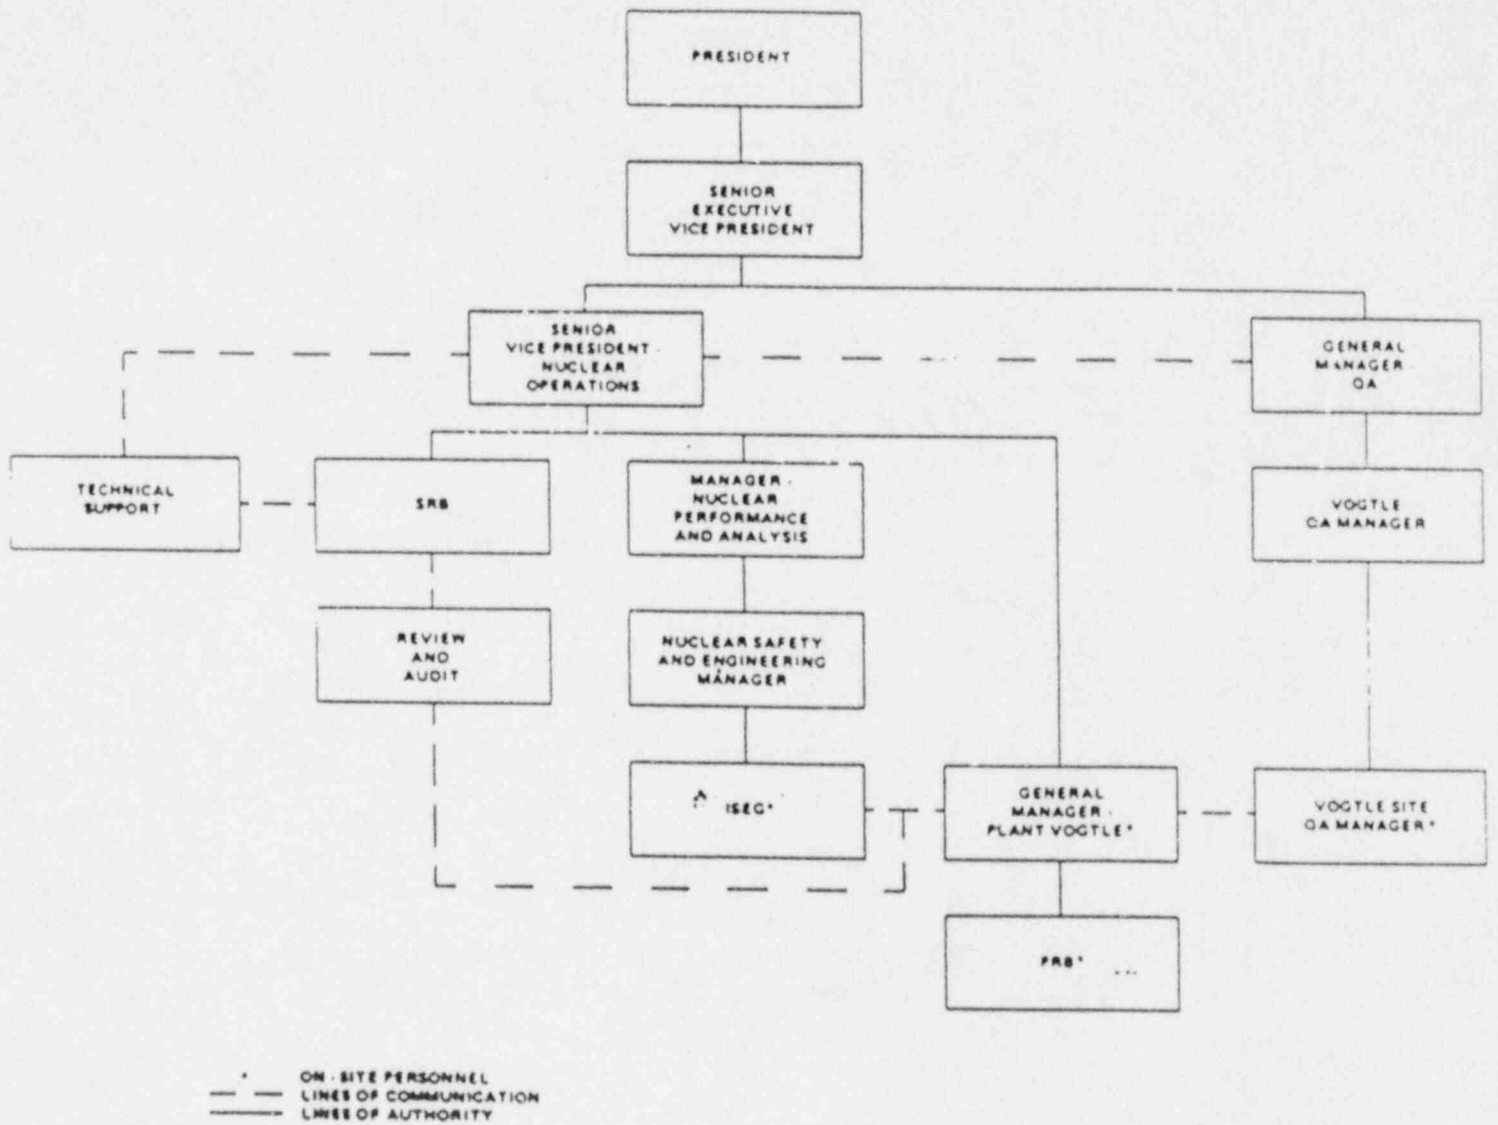 PRESIDENT
SENIOR
EXECUTIVE
VICE PRESIDENT
SENIOR
VICE PRESIDENT -
NUCLEAR
OPERATIONS
GENERAL
MANAGER -
QA
TECHNICAL
SUPPORT
SRB
MANAGER -
NUCLEAR
PERFORMANCE
AND ANALYSIS
VOGTLE
QA MANAGER
REVIEW
AND
AUDIT
NUCLEAR SAFETY
AND ENGINEERING
MANAGER
ISEG*
GENERAL
MANAGER -
PLANT VOGTLE*
VOGTLE SITE
QA MANAGER*
PRB*
* ON-SITE PERSONNEL
LINES OF COMMUNICATION
LINES OF AUTHORITY